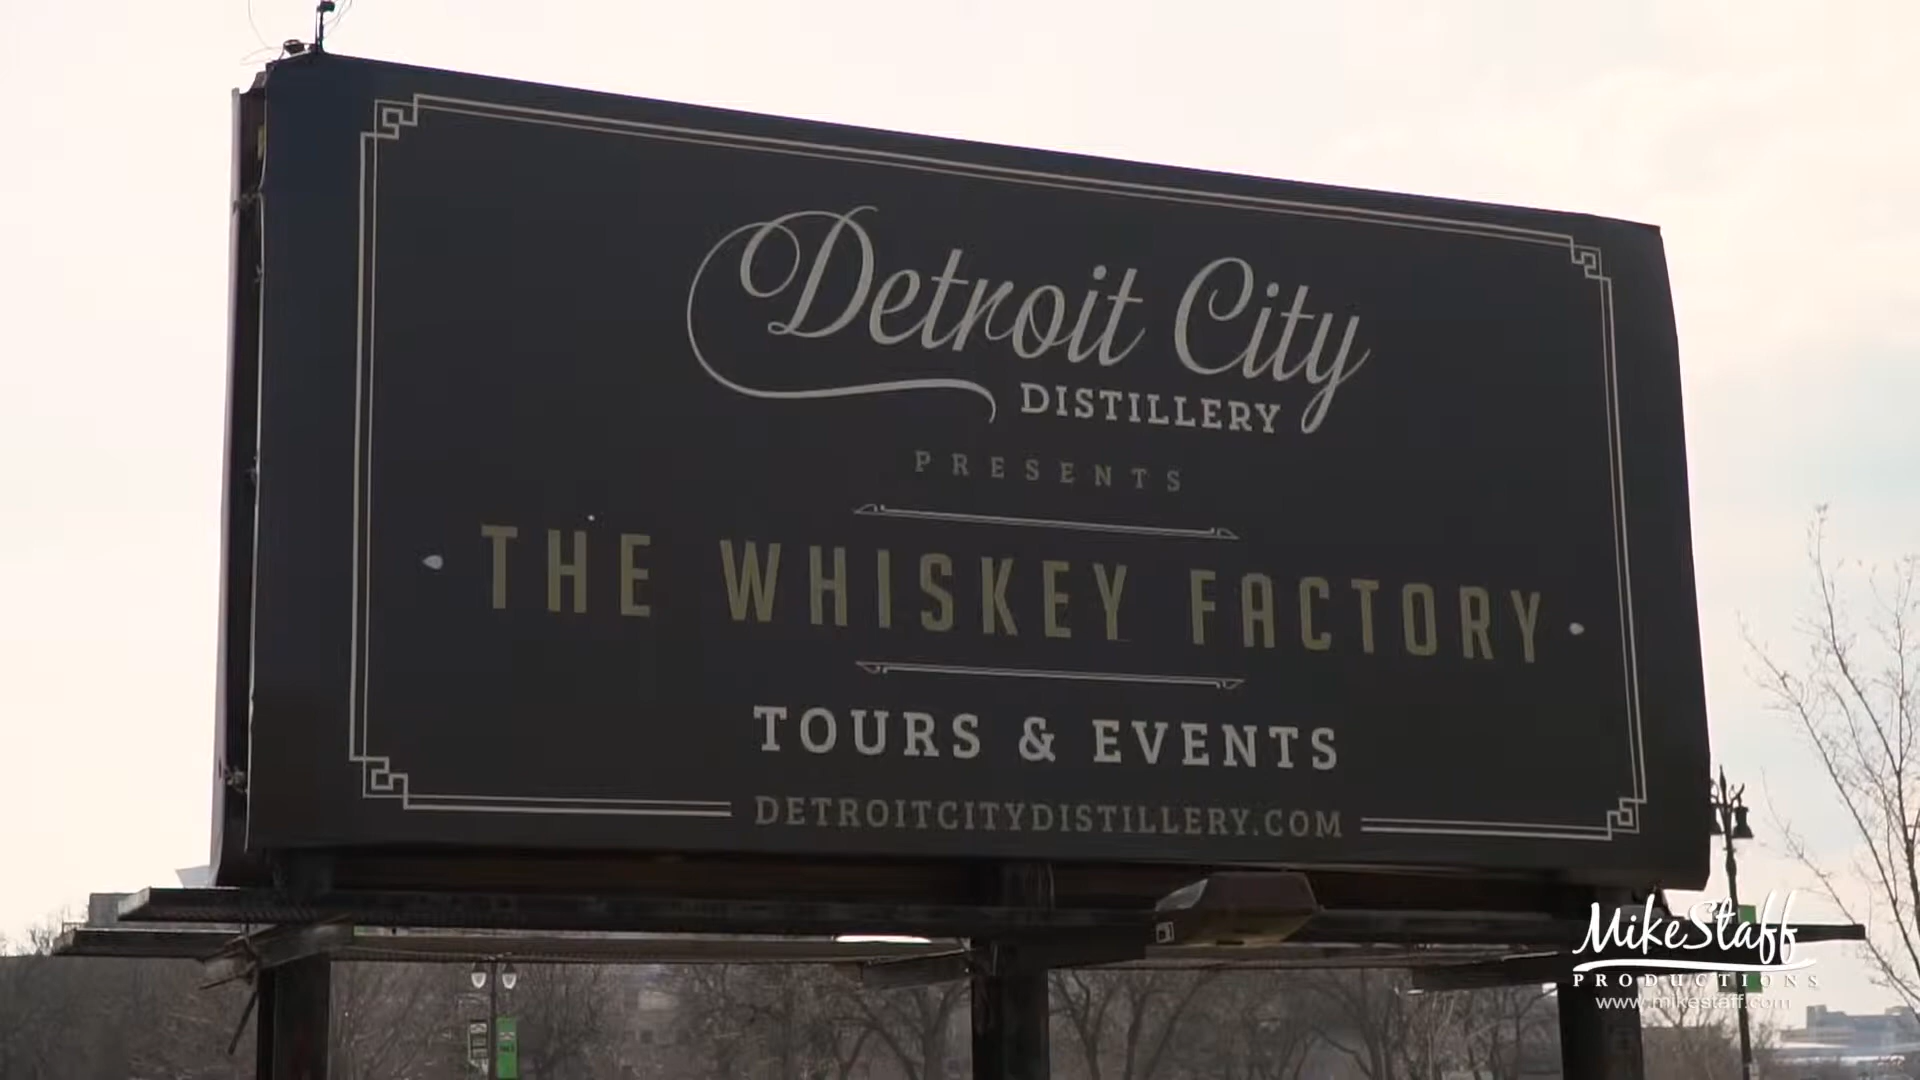 Detroit City
DISTILLERY
PRESENTS
THE WHISKEY FACTORY
TOURS & EVENTS
DETROITCITYDISTILLERY.COM
MikeStaff
PRODUCTIONS
www.mikestaff.com